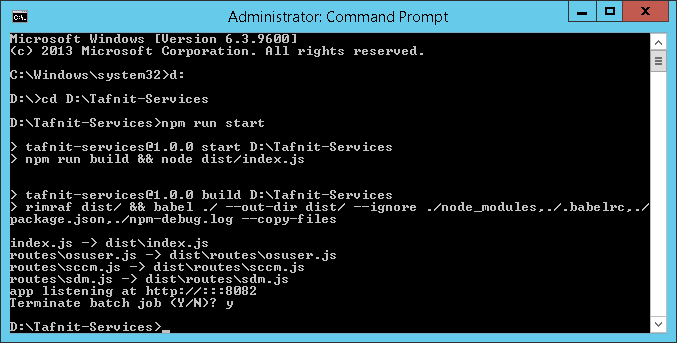 Administrator: Command Prompt
Microsoft Windows [Version 6.3.9600]
(c) 2013 Microsoft Corporation. All rights reserved.
C:\Windows\system32>d:
D:\>cd D:\Tafnit-Services
D:\Tafnit-Services>npm run start
> tafnit-services@1.0.0 start D:\Tafnit-Services
> npm run build && node dist/index.js
> tafnit-services@1.0.0 build D:\Tafnit-Services
> rimraf dist/ && babel ./ --out-dir dist/ --ignore ./node_modules,./.babelrc,./
package.json,./npm-debug.log --copy-files
index.js -> dist\index.js
routes\osuser.js -> dist\routes\osuser.js
routes\sccm.js -> dist\routes\sccm.js
routes\sdm.js -> dist\routes\sdm.js
app listening at http://:::8082
Terminate batch job (Y/N)? y
D:\Tafnit-Services>_